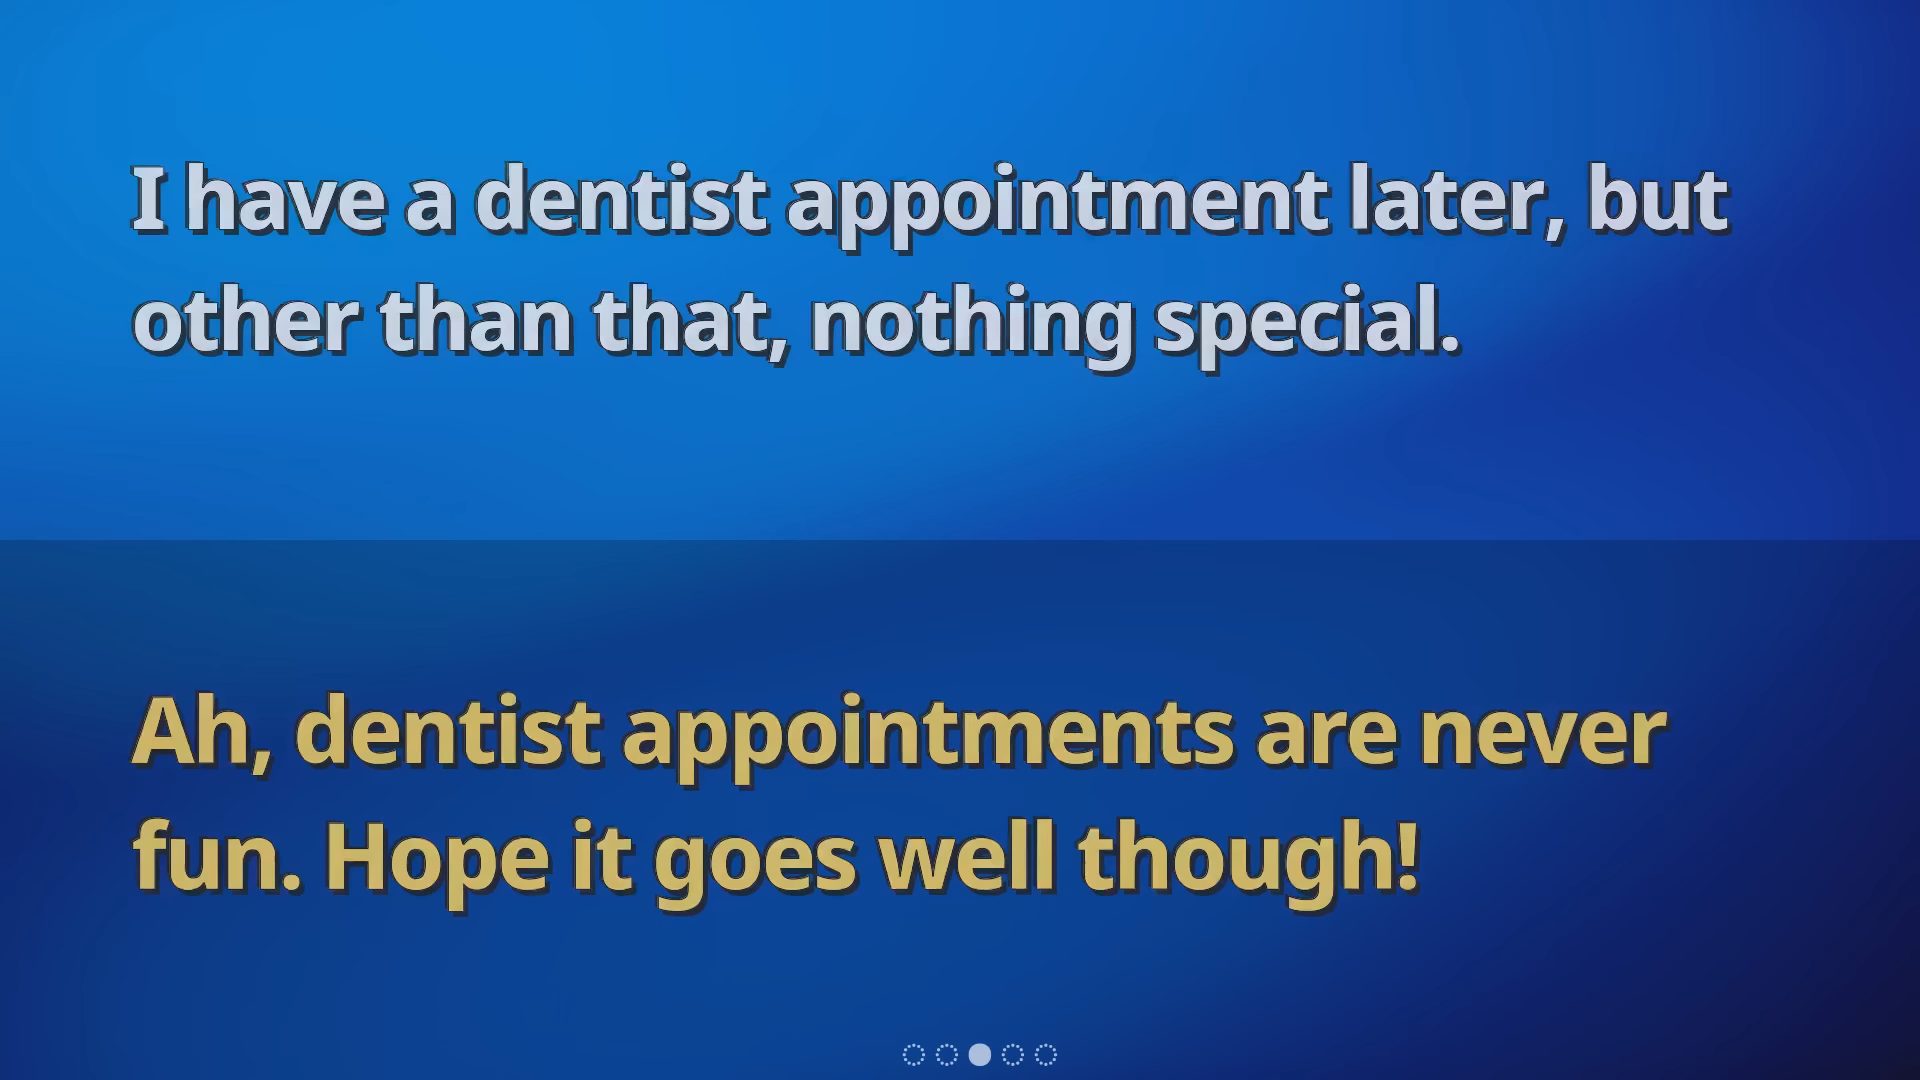 I have a dentist appointment later, but
other than that, nothing special.
Ah, dentist appointments are never
fun. Hope it goes well though!